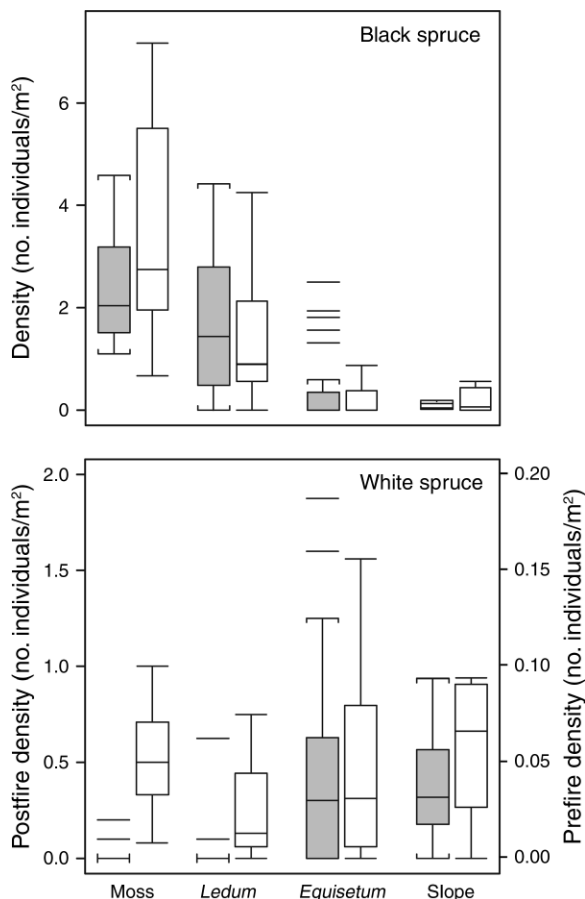 Black spruce
Density (no. individuals/m²)
6
4
2
0
White spruce
Postfire density (no. individuals/m²)
2.0
1.5
1.0
0.5
0.0
Prefire density (no. individuals/m²)
0.20
0.15
0.10
0.05
0.00
Moss Ledum Equisetum Slope